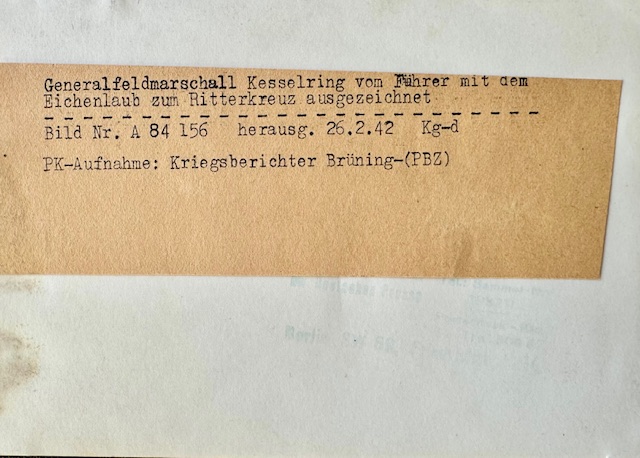 Generalfeldmarschall Kesselring vom Führer mit dem
Eichenlaub zum Ritterkreuz ausgezeichnet
- - - - - - - - - - - - - - - - - - - - - - - - - - - - -
Bild Nr. A 84 156 herausg. 26.2.42 Kg-d
PK-Aufnahme: Kriegsberichter Brüning-(PBZ)